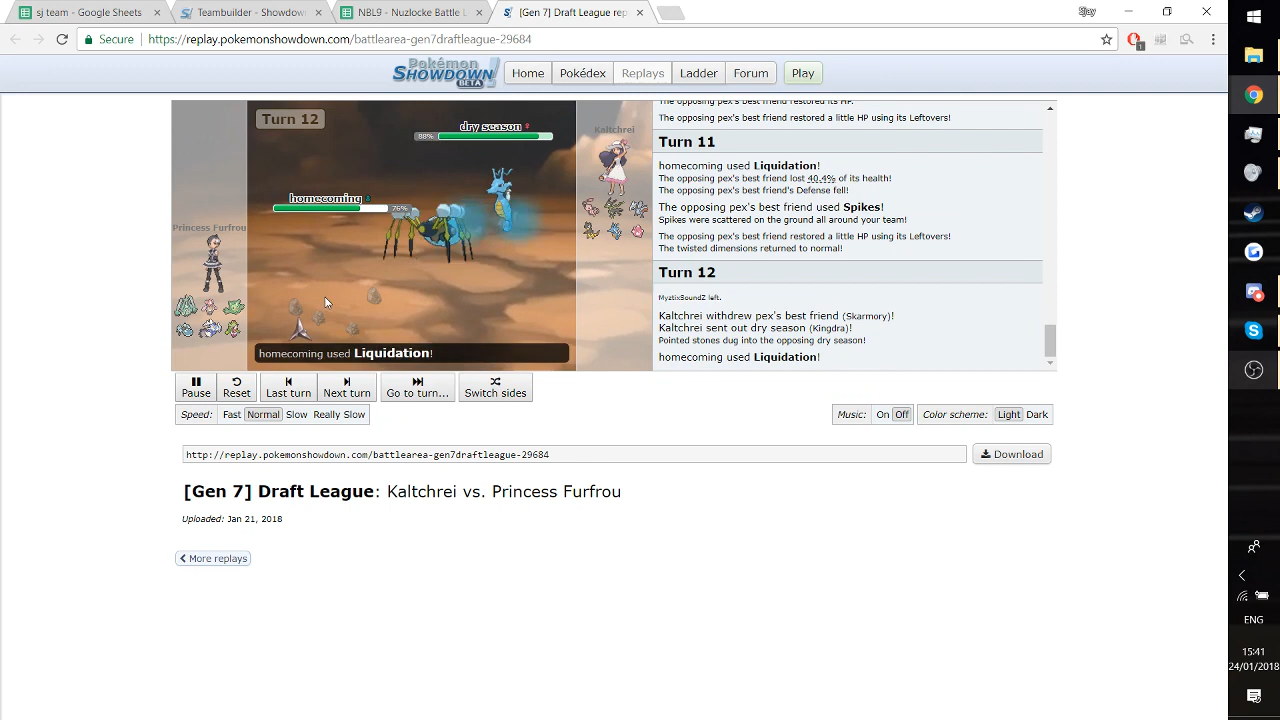 sj team - Google Sheets
Teambuilder - Showdow
NBL9 - Nuzlocke Battle L
[Gen 7] Draft League rep
Secure
https://replay.pokemonshowdown.com/battlearea-gen7draftleague-29684
1
Pokémon
Showdown!
BETA
Home
Pokédex
Replays
Ladder
Forum
Play
Turn 12
dry season
88%
homecoming
76%
Princess Furfrou
Kaltchrei
homecoming used Liquidation!
The opposing pex's best friend restored its HP.
The opposing pex's best friend restored a little HP using its Leftovers!
Turn 11
homecoming used Liquidation!
The opposing pex's best friend lost 40.4% of its health!
The opposing pex's best friend's Defense fell!
The opposing pex's best friend used Spikes!
Spikes were scattered on the ground all around your team!
The opposing pex's best friend restored a little HP using its Leftovers!
The twisted dimensions returned to normal!
Turn 12
MyztixSoundZ left.
Kaltchrei withdrew pex's best friend (Skarmory)!
Kaltchrei sent out dry season (Kingdra)!
Pointed stones dug into the opposing dry season!
homecoming used Liquidation!
Pause
Reset
Last turn
Next turn
Go to turn...
Switch sides
Speed: Fast Normal Slow Really Slow
Music: On Off
Color scheme: Light Dark
http://replay.pokemonshowdown.com/battlearea-gen7draftleague-29684
Download
[Gen 7] Draft League: Kaltchrei vs. Princess Furfrou
Uploaded: Jan 21, 2018
More replays
ENG
15:41
24/01/2018